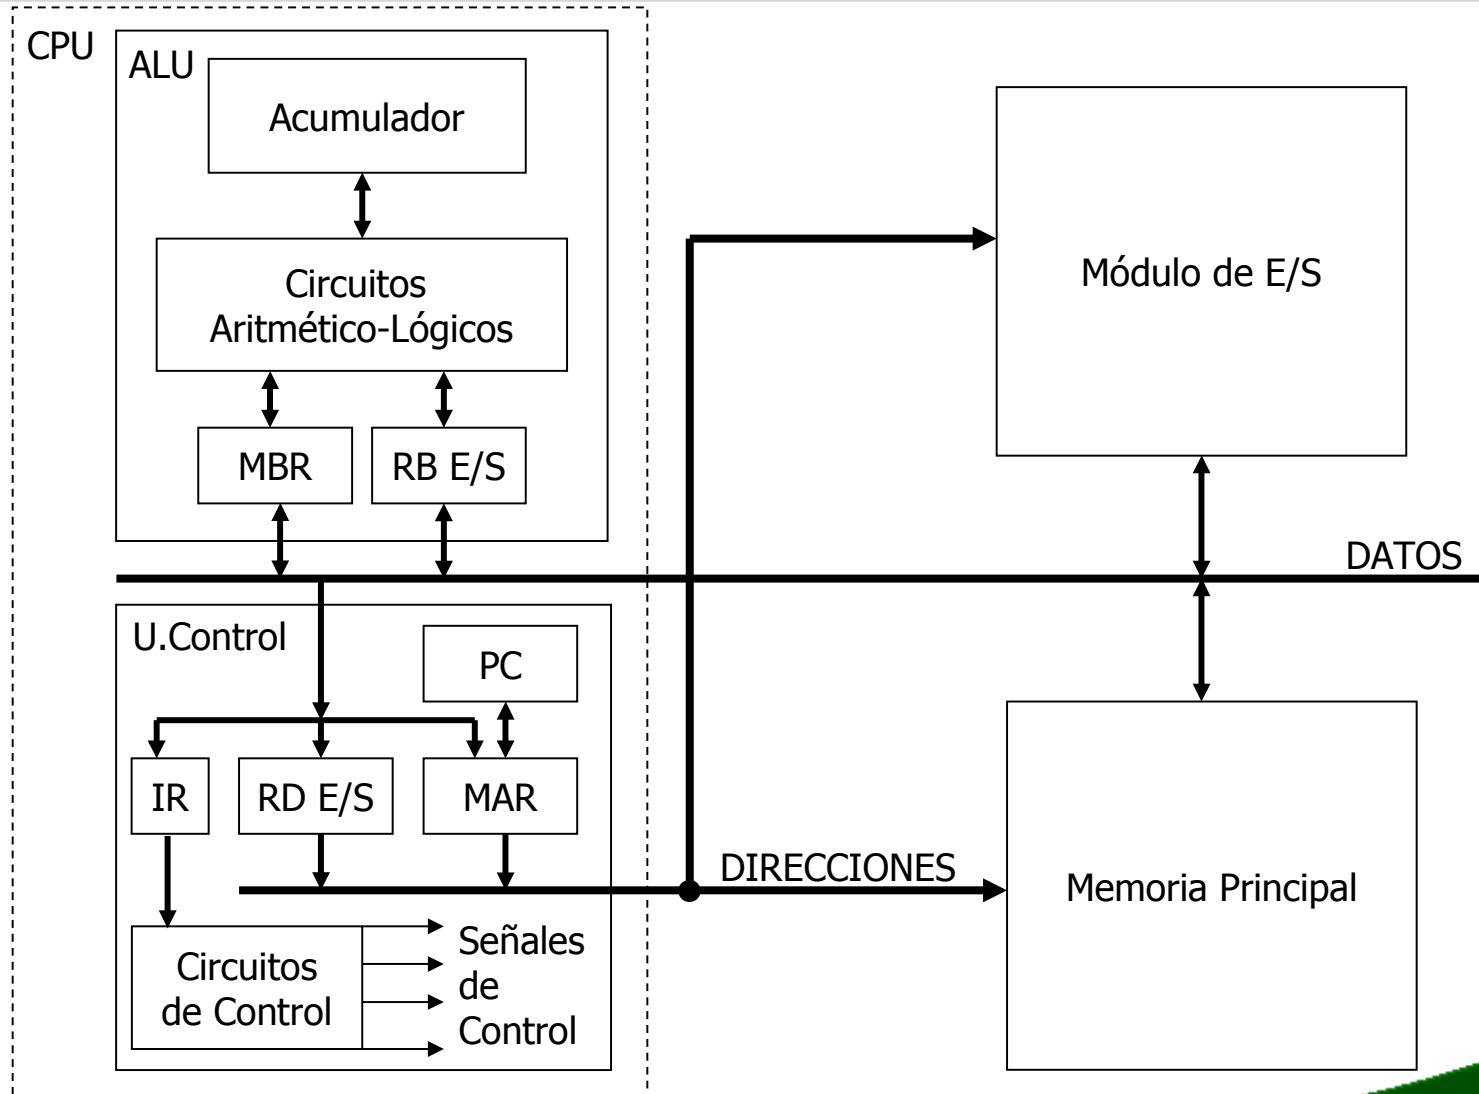 CPU
ALU
Acumulador
Circuitos
Aritmético-Lógicos
MBR
RB E/S
Módulo de E/S
DATOS
U.Control
PC
IR
RD E/S
MAR
DIRECCIONES
Memoria Principal
Circuitos
de Control
Señales
de
Control